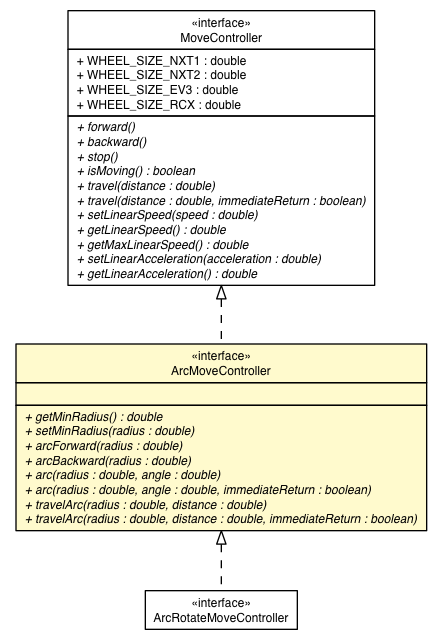 «interface»
MoveController
+ WHEEL_SIZE_NXT1 : double
+ WHEEL_SIZE_NXT2 : double
+ WHEEL_SIZE_EV3 : double
+ WHEEL_SIZE_RCX : double
+ forward()
+ backward()
+ stop()
+ isMoving() : boolean
+ travel(distance : double)
+ travel(distance : double, immediateReturn : boolean)
+ setLinearSpeed(speed : double)
+ getLinearSpeed() : double
+ getMaxLinearSpeed() : double
+ setLinearAcceleration(acceleration : double)
+ getLinearAcceleration() : double
«interface»
ArcMoveController
+ getMinRadius() : double
+ setMinRadius(radius : double)
+ arcForward(radius : double)
+ arcBackward(radius : double)
+ arc(radius : double, angle : double)
+ arc(radius : double, angle : double, immediateReturn : boolean)
+ travelArc(radius : double, distance : double)
+ travelArc(radius : double, distance : double, immediateReturn : boolean)
«interface»
ArcRotateMoveController